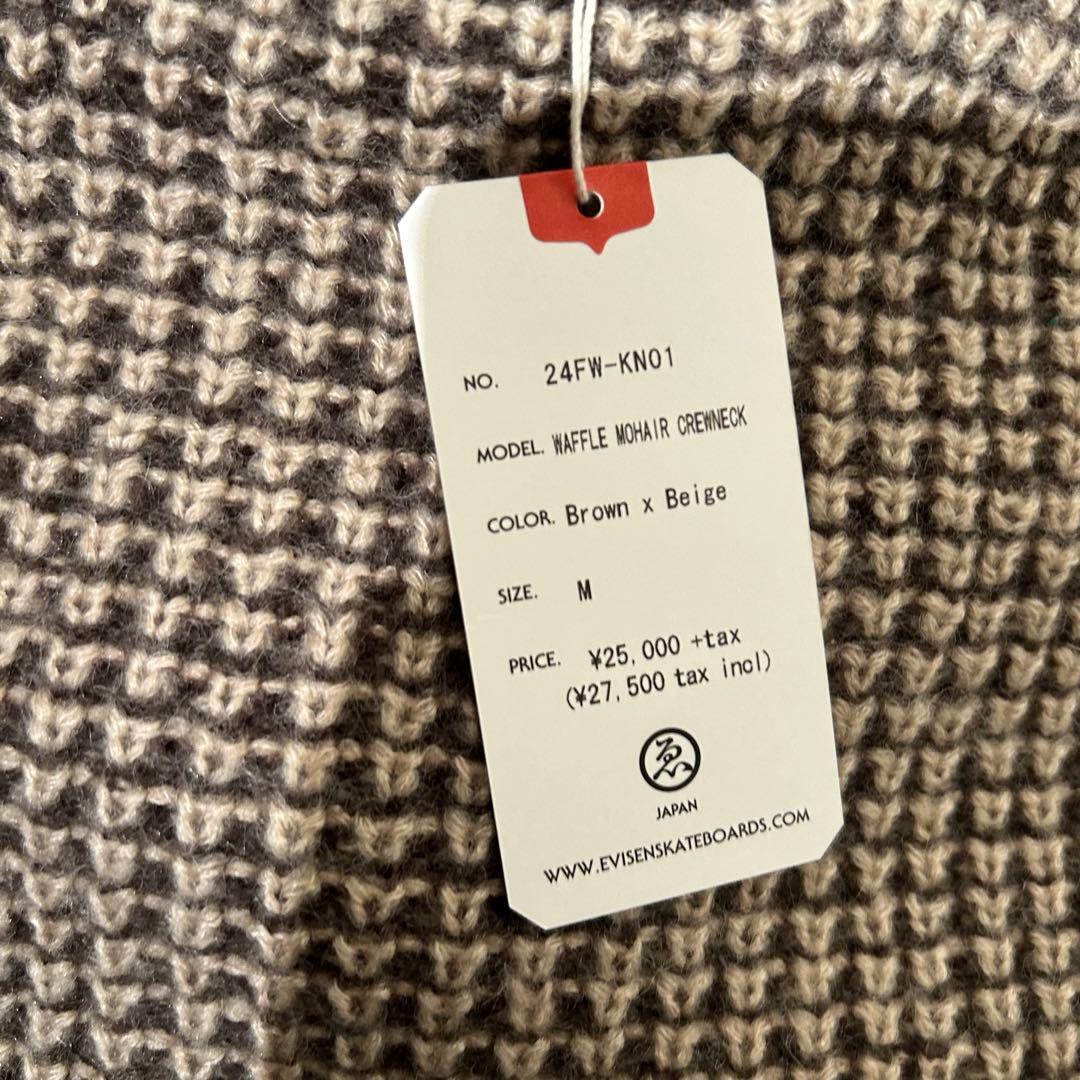 NO. 24FW-KN01
MODEL. WAFFLE MOHAIR CREWNECK
COLOR. Brown x Beige
SIZE. M
PRICE. ¥25,000 +tax
(¥27,500 tax incl)
ゑ
JAPAN
WWW.EVISENSKATEBOARDS.COM